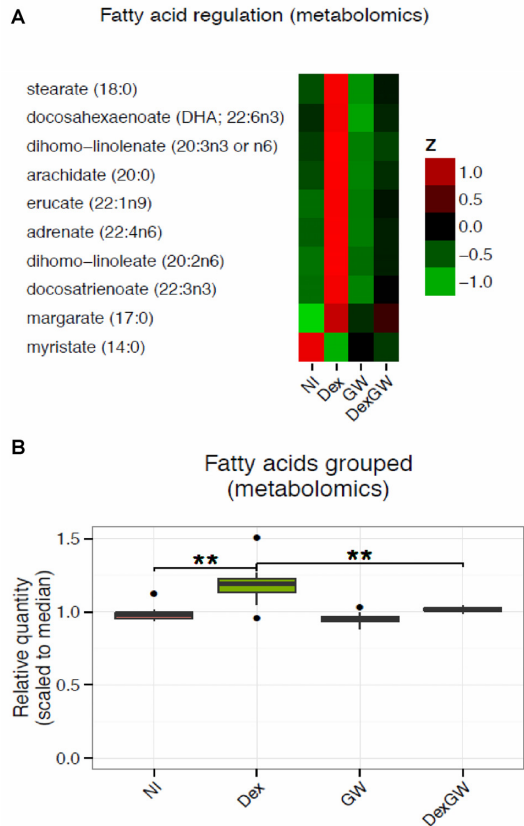 A
Fatty acid regulation (metabolomics)
stearate (18:0)
docosahexaenoate (DHA; 22:6n3)
dihomo−linolenate (20:3n3 or n6)
arachidate (20:0)
erucate (22:1n9)
adrenate (22:4n6)
dihomo−linoleate (20:2n6)
docosatrienoate (22:3n3)
margarate (17:0)
myristate (14:0)
Z
1.0
0.5
0.0
−0.5
−1.0
NI
Dex
GW
DexGW
B
Fatty acids grouped
(metabolomics)
Relative quantity
(scaled to median)
1.5
1.0
0.5
0.0
**
**
NI
Dex
GW
DexGW